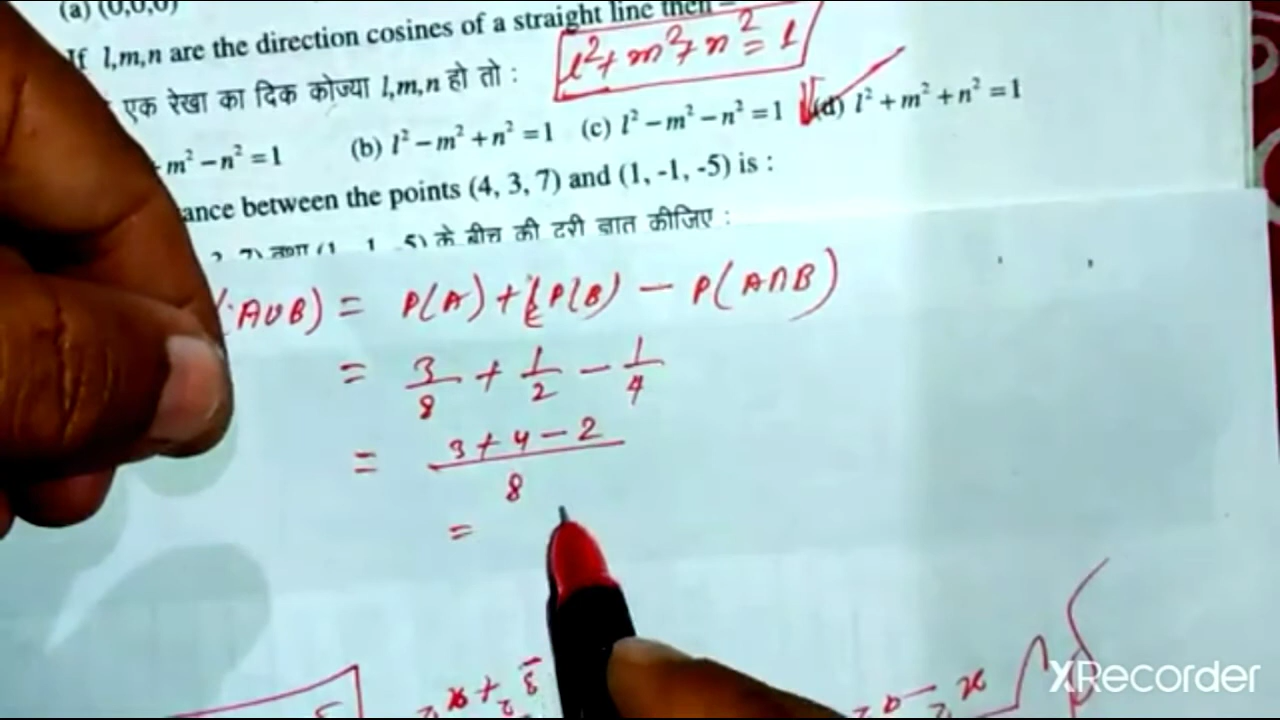 (a) (0,0,0)
If l,m,n are the direction cosines of a straight line then –
एक रेखा का दिक कोज्या l,m,n हो तो :
l²+ m²+ n² = 1
m² – n² = 1 (b) l² – m² + n² = 1 (c) l² – m² – n² = 1 (d) l² + m² + n² = 1
ance between the points (4, 3, 7) and (1, -1, -5) is :
के बीच की दूरी ज्ञात कीजिए :
(A∪B) = P(A) + P(B) – P(A∩B)
= 3/8 + 1/2 – 1/4
= 3 + 4 – 2 / 8
=
XRecorder